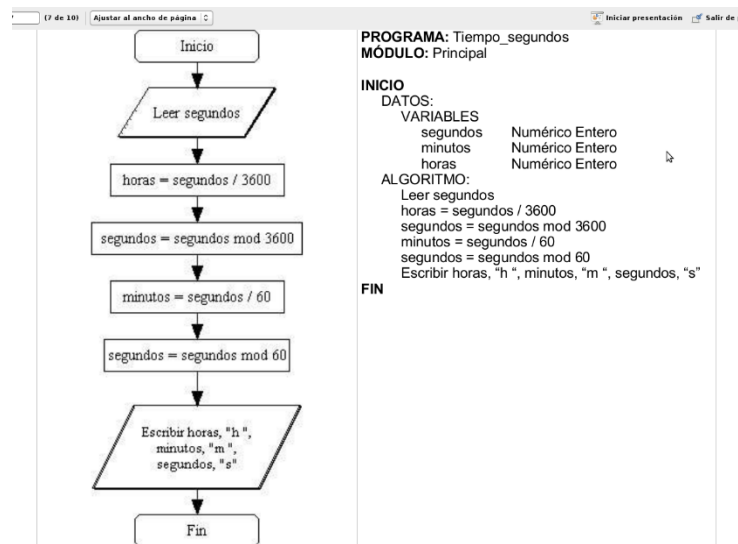 (7 de 10)
Ajustar al ancho de página
Iniciar presentación
Salir de
Inicio
Leer segundos
horas = segundos / 3600
segundos = segundos mod 3600
minutos = segundos / 60
segundos = segundos mod 60
Escribir horas, "h ",
minutos, "m ",
segundos, "s"
Fin
PROGRAMA: Tiempo_segundos
MÓDULO: Principal
INICIO
DATOS:
VARIABLES
segundos Numérico Entero
minutos Numérico Entero
horas Numérico Entero
ALGORITMO:
Leer segundos
horas = segundos / 3600
segundos = segundos mod 3600
minutos = segundos / 60
segundos = segundos mod 60
Escribir horas, “h “, minutos, “m “, segundos, “s”
FIN